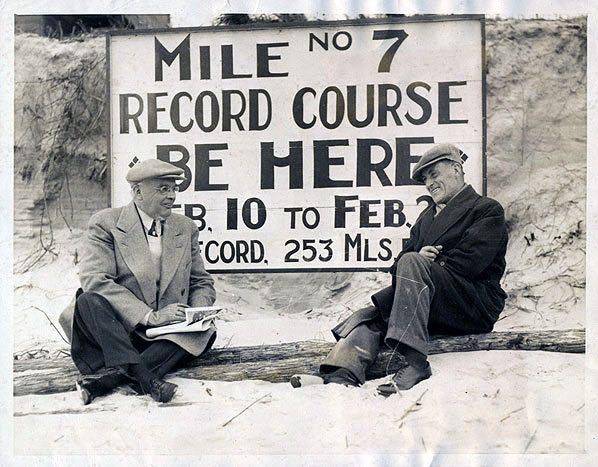 MILE NO 7
RECORD COURSE
"BE HERE"
10 TO FEB.
253 MLS.